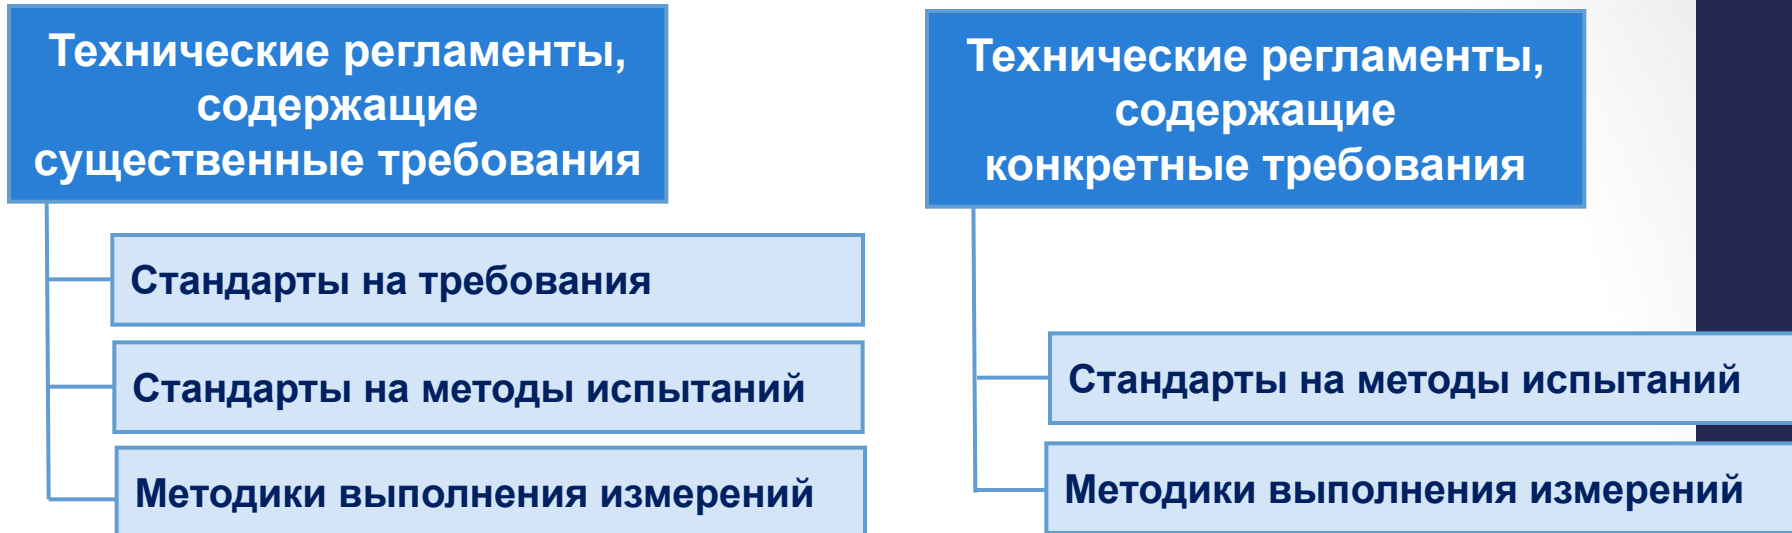 Технические регламенты,
содержащие
существенные требования
Стандарты на требования
Стандарты на методы испытаний
Методики выполнения измерений
Технические регламенты,
содержащие
конкретные требования
Стандарты на методы испытаний
Методики выполнения измерений